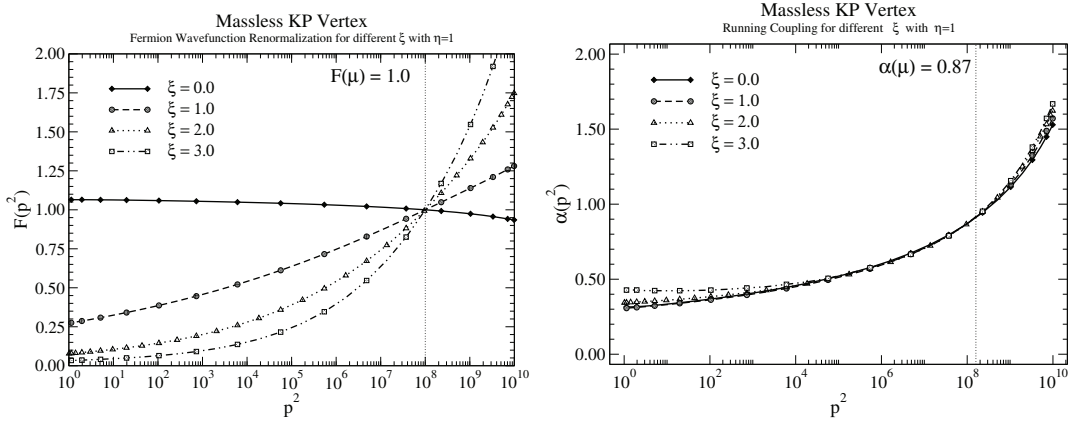 Massless KP Vertex
Fermion Wavefunction Renormalization for different ξ with η=1
F(μ) = 1.0
ξ = 0.0
ξ = 1.0
ξ = 2.0
ξ = 3.0
2.00
1.75
1.50
1.25
1.00
0.75
0.50
0.25
0.00
F(p²)
10⁰ 10¹ 10² 10³ 10⁴ 10⁵ 10⁶ 10⁷ 10⁸ 10⁹ 10¹⁰
p²
Massless KP Vertex
Running Coupling for different ξ with η=1
α(μ) = 0.87
ξ = 0.0
ξ = 1.0
ξ = 2.0
ξ = 3.0
2.00
1.50
1.00
0.50
0.00
α(p²)
10⁰ 10² 10⁴ 10⁶ 10⁸ 10¹⁰
p²